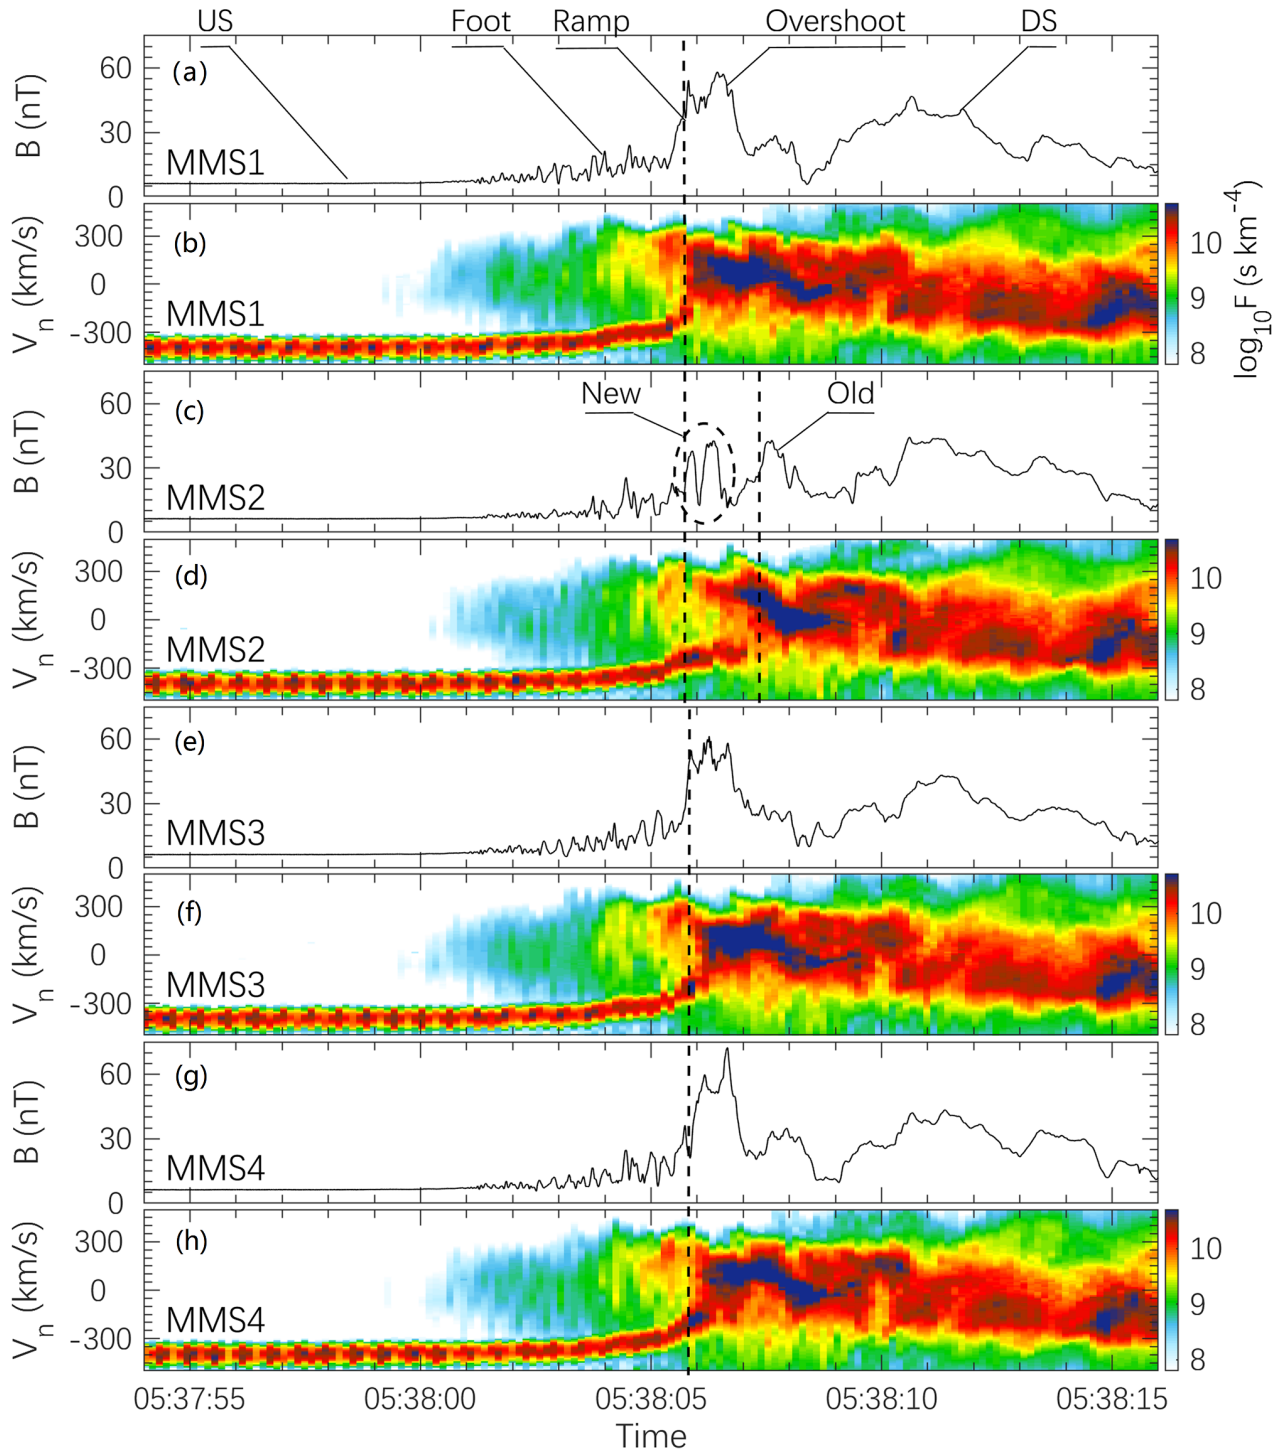 US Foot Ramp Overshoot DS
B (nT)
60
30
0
(a)
MMS1
V_n (km/s)
300
0
-300
(b)
MMS1
10
9
8
log10F (s km-4)
B (nT)
60
30
0
(c)
New Old
MMS2
V_n (km/s)
300
0
-300
(d)
MMS2
10
9
8
B (nT)
60
30
0
(e)
MMS3
V_n (km/s)
300
0
-300
(f)
MMS3
10
9
8
B (nT)
60
30
0
(g)
MMS4
V_n (km/s)
300
0
-300
(h)
MMS4
10
9
8
05:37:55 05:38:00 05:38:05 05:38:10 05:38:15
Time